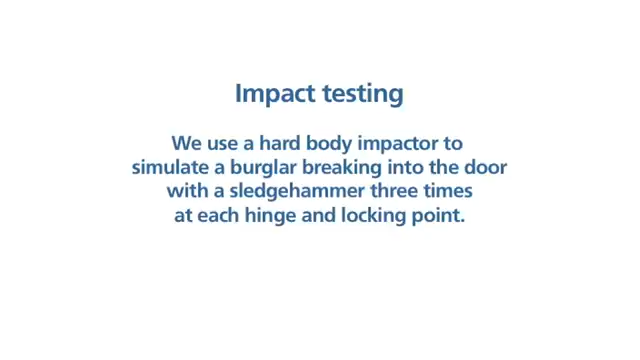 Impact testing
We use a hard body impactor to
simulate a burglar breaking into the door
with a sledgehammer three times
at each hinge and locking point.